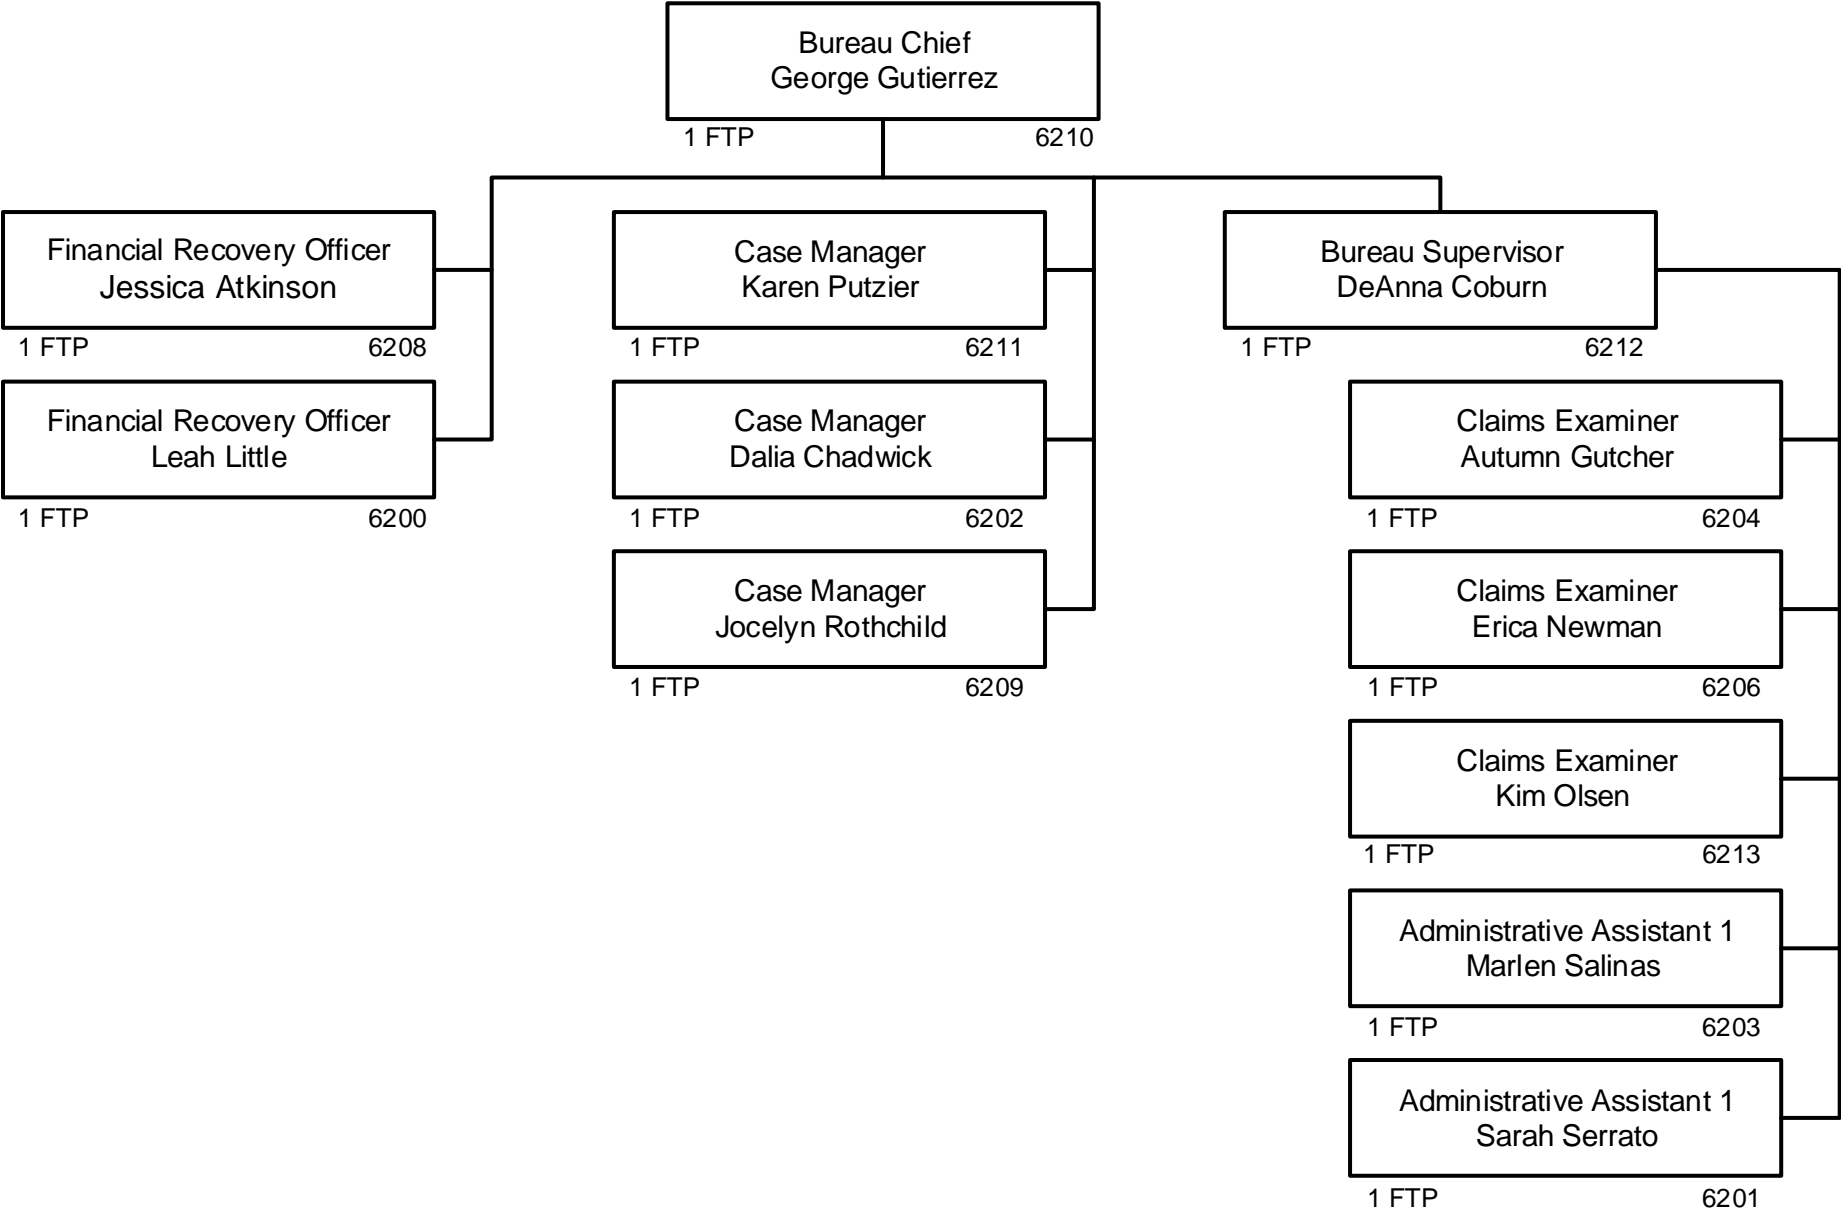 Bureau Chief
George Gutierrez
1 FTP 6210
Financial Recovery Officer
Jessica Atkinson
1 FTP 6208
Financial Recovery Officer
Leah Little
1 FTP 6200
Case Manager
Karen Putzier
1 FTP 6211
Case Manager
Dalia Chadwick
1 FTP 6202
Case Manager
Jocelyn Rothchild
1 FTP 6209
Bureau Supervisor
DeAnna Coburn
1 FTP 6212
Claims Examiner
Autumn Gutcher
1 FTP 6204
Claims Examiner
Erica Newman
1 FTP 6206
Claims Examiner
Kim Olsen
1 FTP 6213
Administrative Assistant 1
Marlen Salinas
1 FTP 6203
Administrative Assistant 1
Sarah Serrato
1 FTP 6201